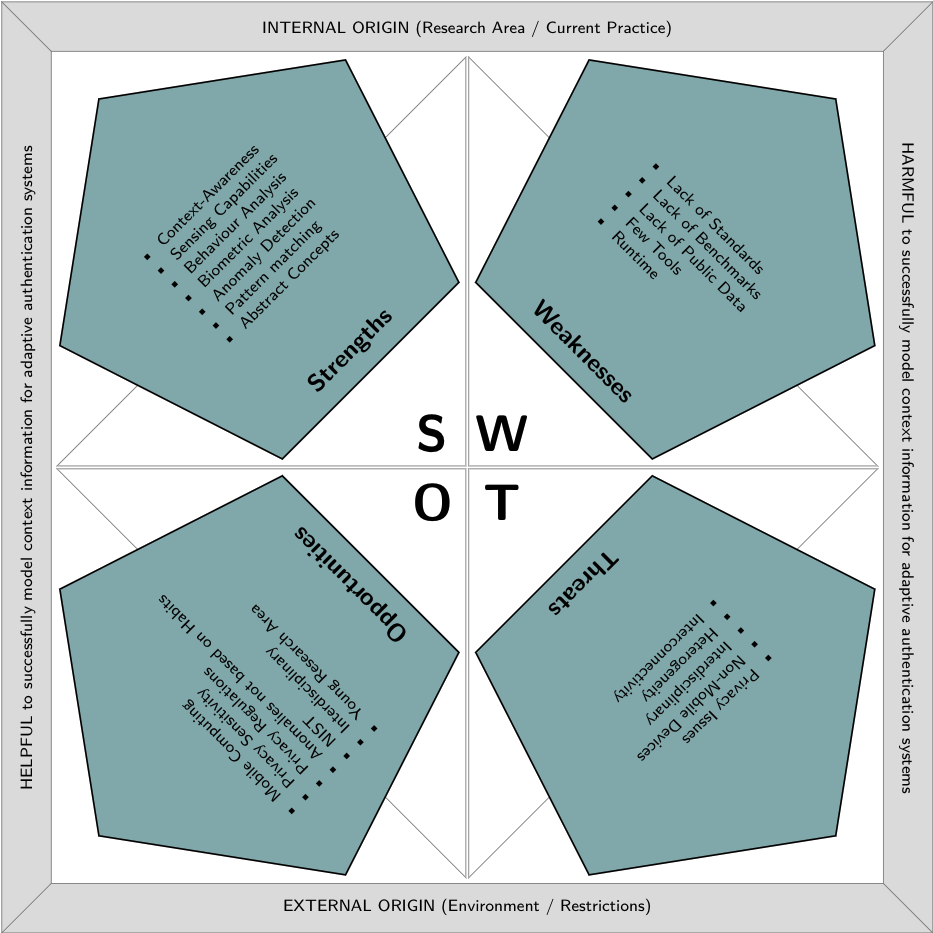 INTERNAL ORIGIN (Research Area / Current Practice)
HELPFUL to successfully model context information for adaptive authentication systems
HARMFUL to successfully model context information for adaptive authentication systems
Context-Awareness
Sensing Capabilities
Behaviour Analysis
Biometric Analysis
Anomaly Detection
Pattern matching
Abstract Concepts
Strengths
Lack of Standards
Lack of Benchmarks
Lack of Public Data
Few Tools
Runtime
Weaknesses
S W
O T
Opportunities
Young Research Area
Interdisciplinary
NIST
Anomalies not based on Habits
Privacy Regulations
Privacy Sensitivity
Mobile Computing
Threats
Privacy Issues
Non-Mobile Devices
Interdisciplinary
Heterogeneity
Interconnectivity
EXTERNAL ORIGIN (Environment / Restrictions)